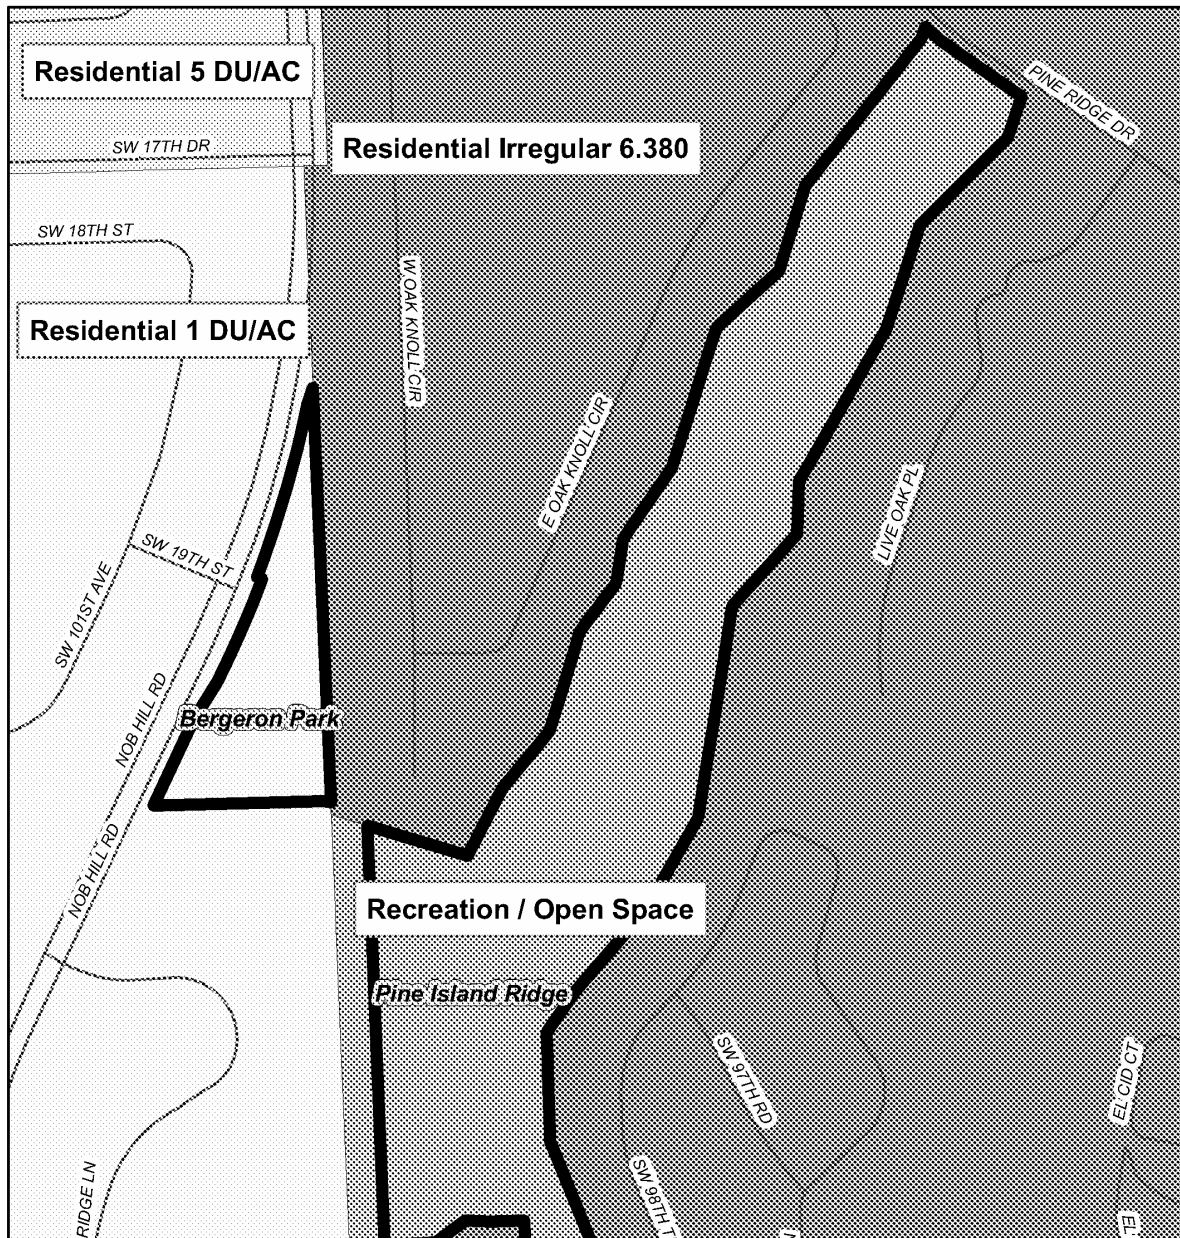 Residential 5 DU/AC
PINE RIDGE DR
SW 17TH DR
Residential Irregular 6.380
SW 18TH ST
W OAK KNOLL CIR
Residential 1 DU/AC
E OAK KNOLL CIR
LIVE OAK PL
SW 19TH ST
SW 101ST AVE
NOB HILL RD
Bergeron Park
NOB HILL RD
Recreation / Open Space
Pine Island Ridge
SW 97TH RD
EL CID CT
RIDGE LN
SW 98TH T
EL